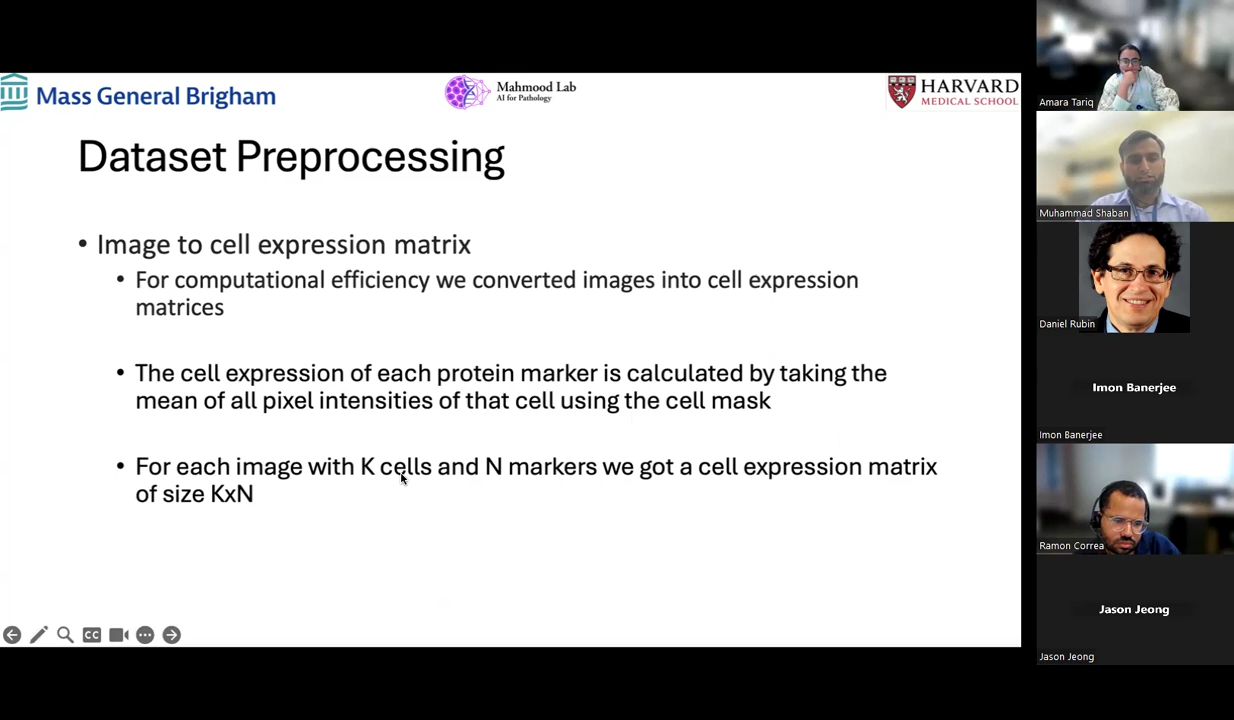 Mass General Brigham
Mahmood Lab
AI for Pathology
HARVARD
MEDICAL SCHOOL
Dataset Preprocessing
• Image to cell expression matrix
• For computational efficiency we converted images into cell expression
matrices
• The cell expression of each protein marker is calculated by taking the
mean of all pixel intensities of that cell using the cell mask
• For each image with K cells and N markers we got a cell expression matrix
of size KxN
CC
Amara Tariq
Muhammad Shaban
Daniel Rubin
Imon Banerjee
Imon Banerjee
Ramon Correa
Jason Jeong
Jason Jeong